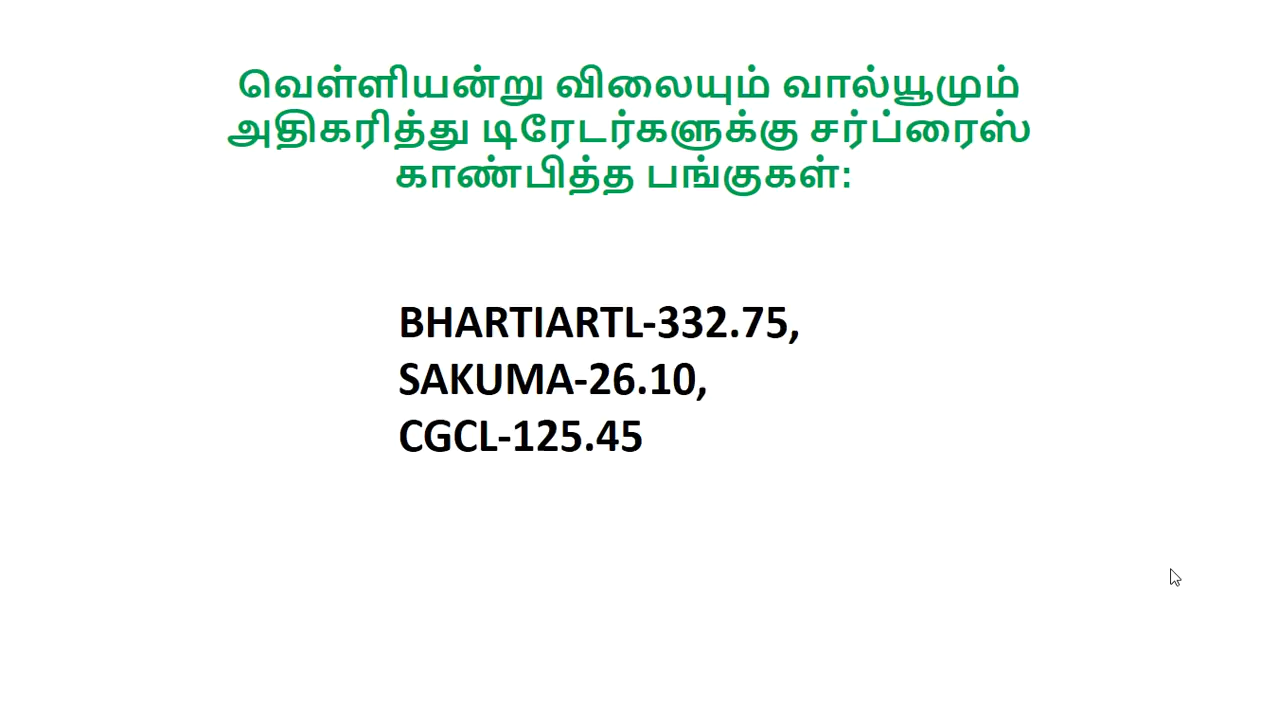 வெள்ளியன்று விலையும் வால்யூமும்
அதிகரித்து டிரேடர்களுக்கு சர்ப்ரைஸ்
காண்பித்த பங்குகள்:
BHARTIARTL-332.75,
SAKUMA-26.10,
CGCL-125.45